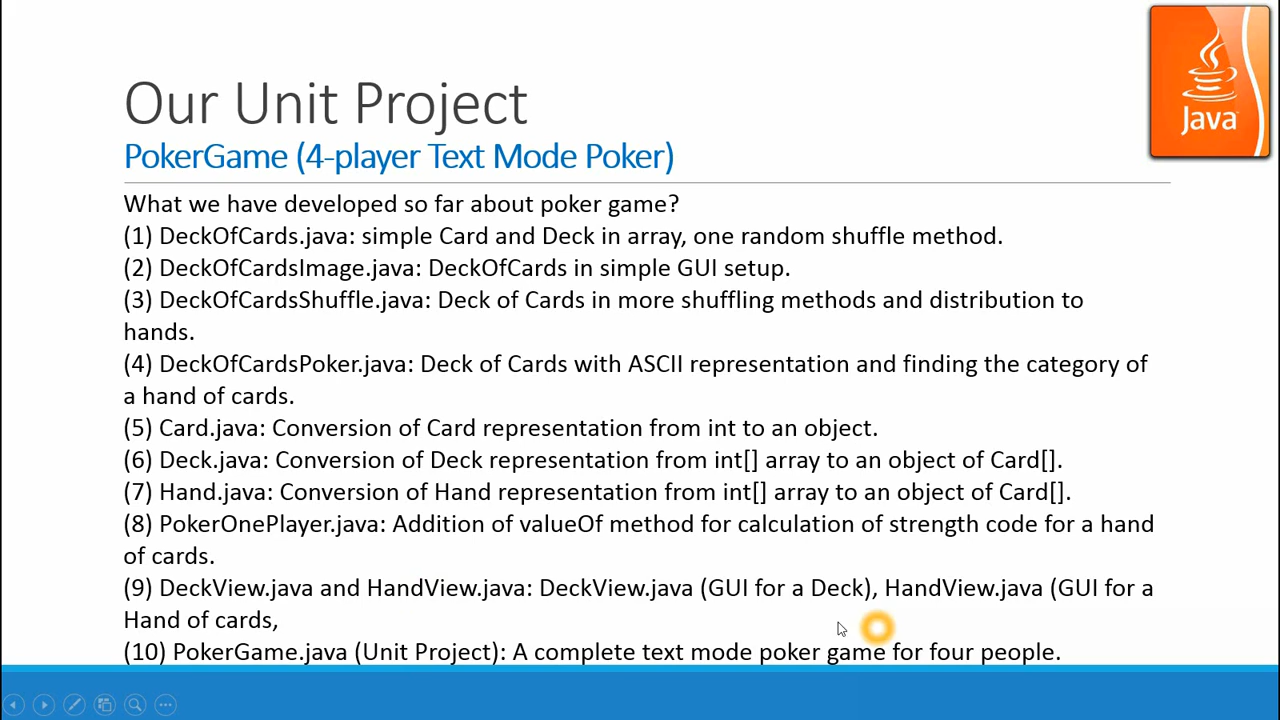 Java
Our Unit Project
PokerGame (4-player Text Mode Poker)
What we have developed so far about poker game?
(1) DeckOfCards.java: simple Card and Deck in array, one random shuffle method.
(2) DeckOfCardsImage.java: DeckOfCards in simple GUI setup.
(3) DeckOfCardsShuffle.java: Deck of Cards in more shuffling methods and distribution to
hands.
(4) DeckOfCardsPoker.java: Deck of Cards with ASCII representation and finding the category of
a hand of cards.
(5) Card.java: Conversion of Card representation from int to an object.
(6) Deck.java: Conversion of Deck representation from int[] array to an object of Card[].
(7) Hand.java: Conversion of Hand representation from int[] array to an object of Card[].
(8) PokerOnePlayer.java: Addition of valueOf method for calculation of strength code for a hand
of cards.
(9) DeckView.java and HandView.java: DeckView.java (GUI for a Deck), HandView.java (GUI for a
Hand of cards,
(10) PokerGame.java (Unit Project): A complete text mode poker game for four people.